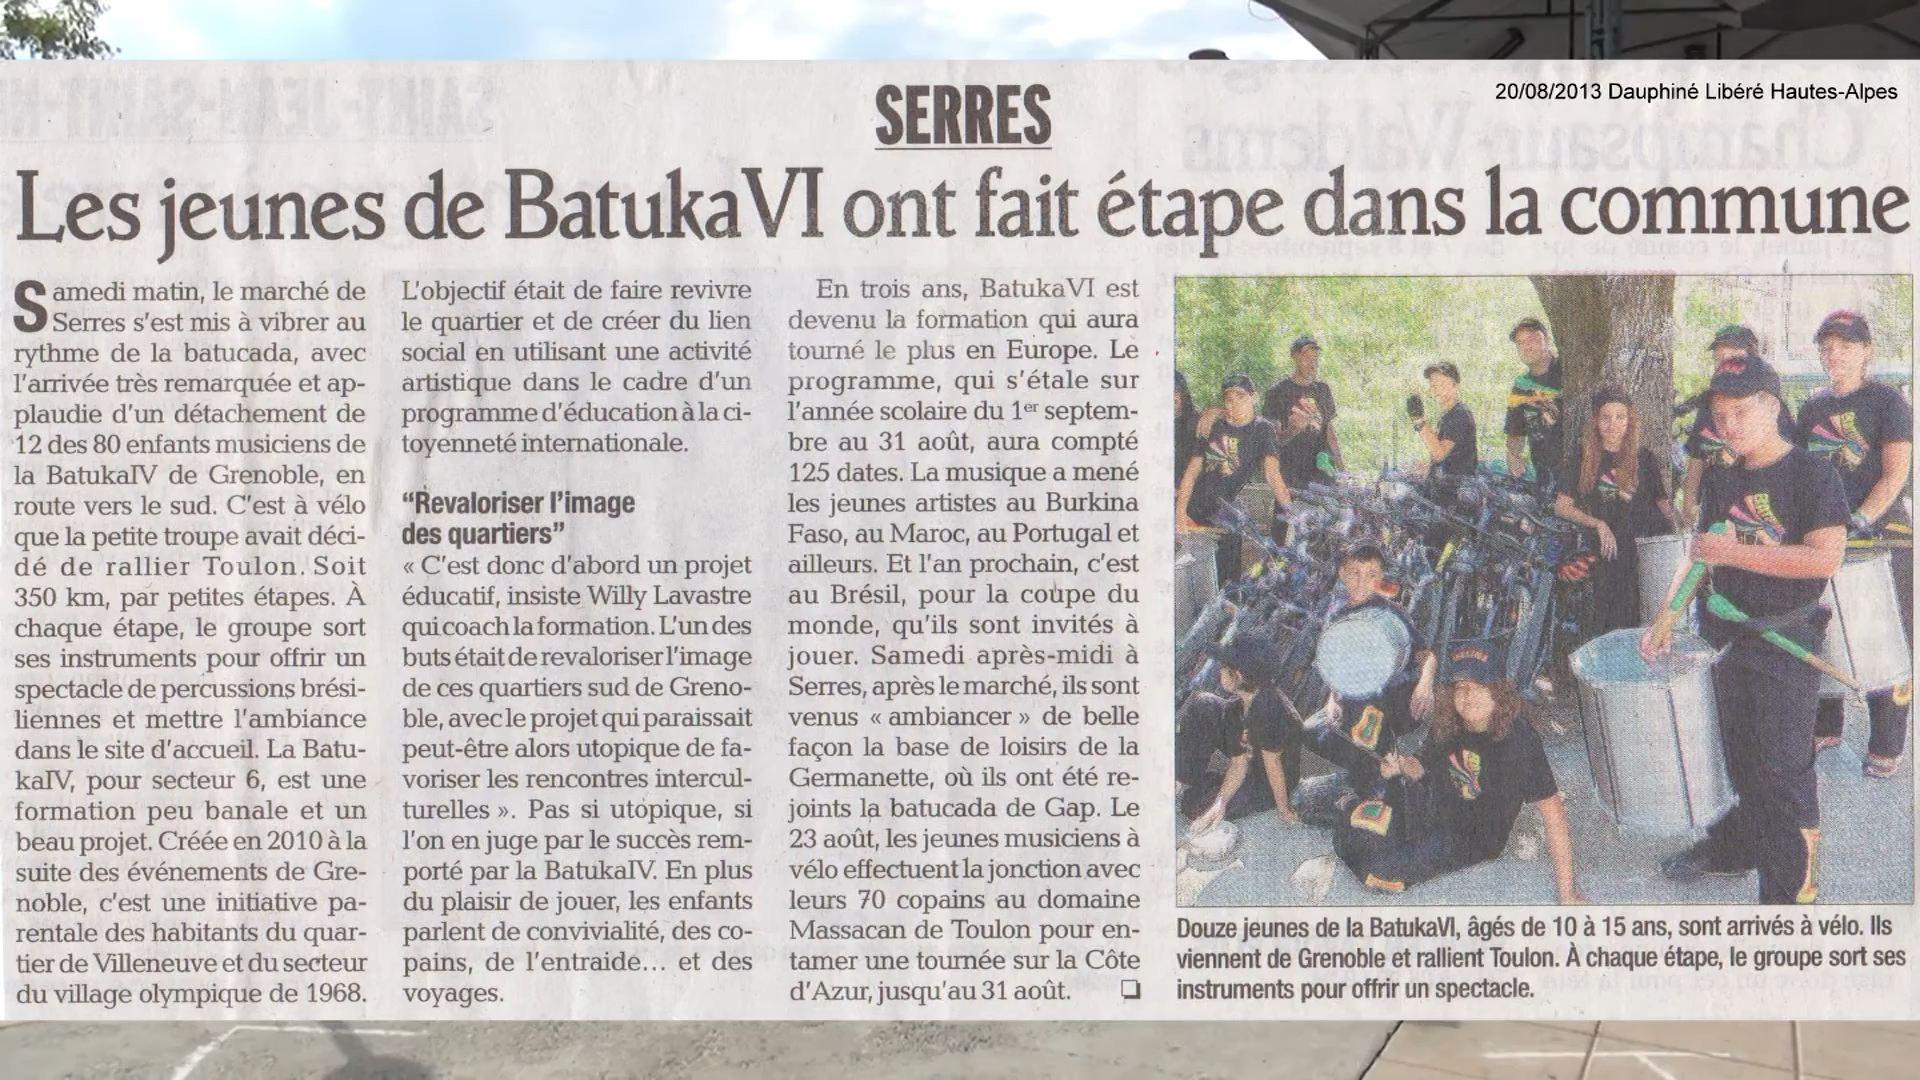 20/08/2013 Dauphiné Libéré Hautes-Alpes
SERRES
Les jeunes de BatukaVI ont fait étape dans la commune
Samedi matin, le marché de
Serres s'est mis à vibrer au
rythme de la batucada, avec
l'arrivée très remarquée et ap-
plaudie d'un détachement de
12 des 80 enfants musiciens de
la BatukaIV de Grenoble, en
route vers le sud. C'est à vélo
que la petite troupe avait déci-
dé de rallier Toulon. Soit
350 km, par petites étapes. À
chaque étape, le groupe sort
ses instruments pour offrir un
spectacle de percussions brési-
liennes et mettre l'ambiance
dans le site d'accueil. La Batu-
kaIV, pour secteur 6, est une
formation peu banale et un
beau projet. Créée en 2010 à la
suite des événements de Gre-
noble, c'est une initiative pa-
rentale des habitants du quar-
tier de Villeneuve et du secteur
du village olympique de 1968.
L'objectif était de faire revivre
le quartier et de créer du lien
social en utilisant une activité
artistique dans le cadre d'un
programme d'éducation à la ci-
toyenneté internationale.
“Revaloriser l'image
des quartiers”
« C'est donc d'abord un projet
éducatif, insiste Willy Lavastre
qui coach la formation. L'un des
buts était de revaloriser l'image
de ces quartiers sud de Greno-
ble, avec le projet qui paraissait
peut-être alors utopique de fa-
voriser les rencontres intercul-
turelles ». Pas si utopique, si
l'on en juge par le succès rem-
porté par la BatukaIV. En plus
du plaisir de jouer, les enfants
parlent de convivialité, des co-
pains, de l'entraide... et des
voyages.
En trois ans, BatukaVI est
devenu la formation qui aura
tourné le plus en Europe. Le
programme, qui s'étale sur
l'année scolaire du 1er septem-
bre au 31 août, aura compté
125 dates. La musique a mené
les jeunes artistes au Burkina
Faso, au Maroc, au Portugal et
ailleurs. Et l'an prochain, c'est
au Brésil, pour la coupe du
monde, qu'ils sont invités à
jouer. Samedi après-midi à
Serres, après le marché, ils sont
venus « ambiancer » de belle
façon la base de loisirs de la
Germanette, où ils ont été re-
joints la batucada de Gap. Le
23 août, les jeunes musiciens à
vélo effectuent la jonction avec
leurs 70 copains au domaine
Massacan de Toulon pour en-
tamer une tournée sur la Côte
d'Azur, jusqu'au 31 août.
Douze jeunes de la BatukaVI, âgés de 10 à 15 ans, sont arrivés à vélo. Ils
viennent de Grenoble et rallient Toulon. À chaque étape, le groupe sort ses
instruments pour offrir un spectacle.